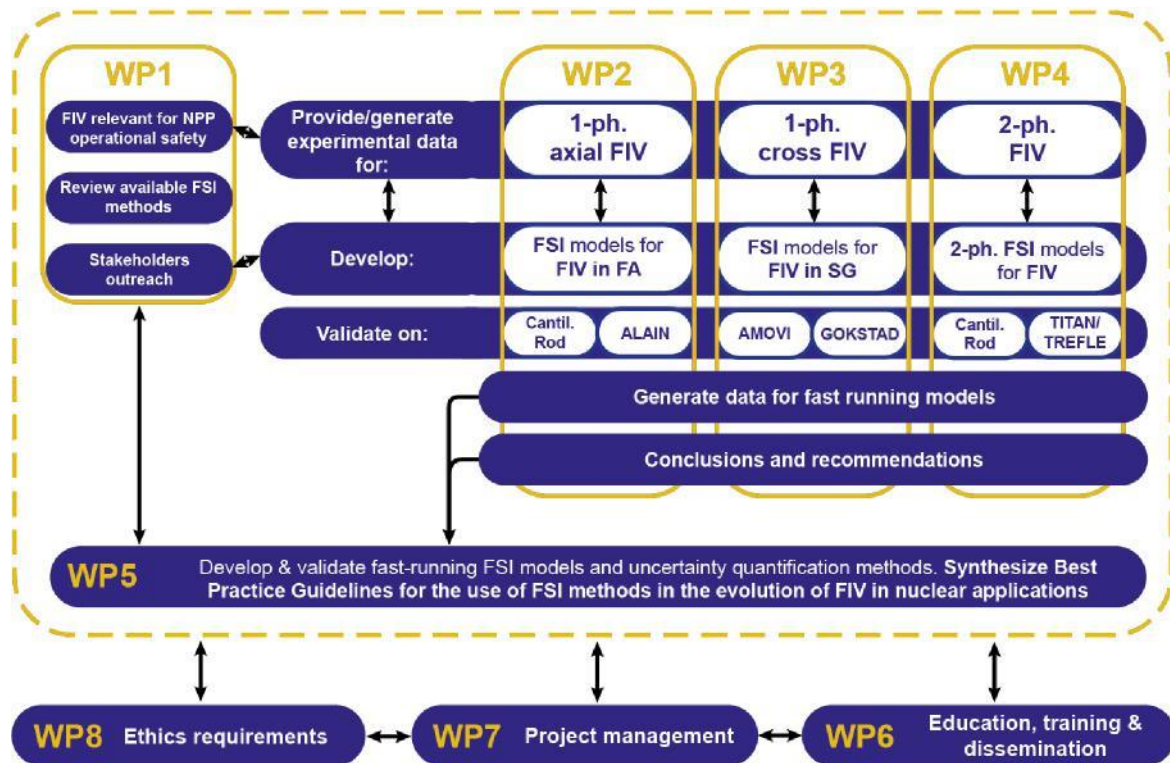 WP1
WP2
WP3
WP4
FIV relevant for NPP
operational safety
Review available FSI
methods
Stakeholders
outreach
Provide/generate
experimental data
for:
1-ph.
axial FIV
1-ph.
cross FIV
2-ph.
FIV
Develop:
FSI models for
FIV in FA
FSI models for
FIV in SG
2-ph. FSI models
for FIV
Validate on:
Cantil.
Rod
ALAIN
AMOVI
GOKSTAD
Cantil.
Rod
TITAN/
TREFLE
Generate data for fast running models
Conclusions and recommendations
WP5
Develop & validate fast-running FSI models and uncertainty quantification methods. Synthesize Best
Practice Guidelines for the use of FSI methods in the evolution of FIV in nuclear applications
WP8 Ethics requirements
WP7 Project management
WP6
Education, training &
dissemination